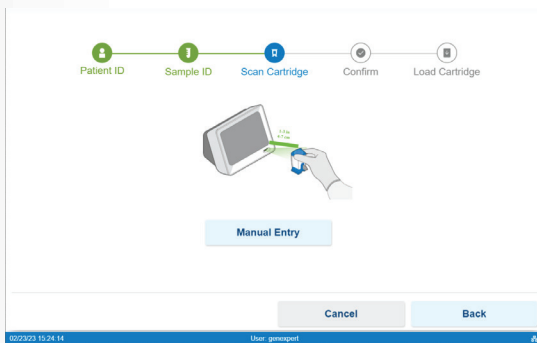 Patient ID
Sample ID
Scan Cartridge
Confirm
Load Cartridge
Manual Entry
Cancel
Back
02/23/23 15:24:14
User: genexpert